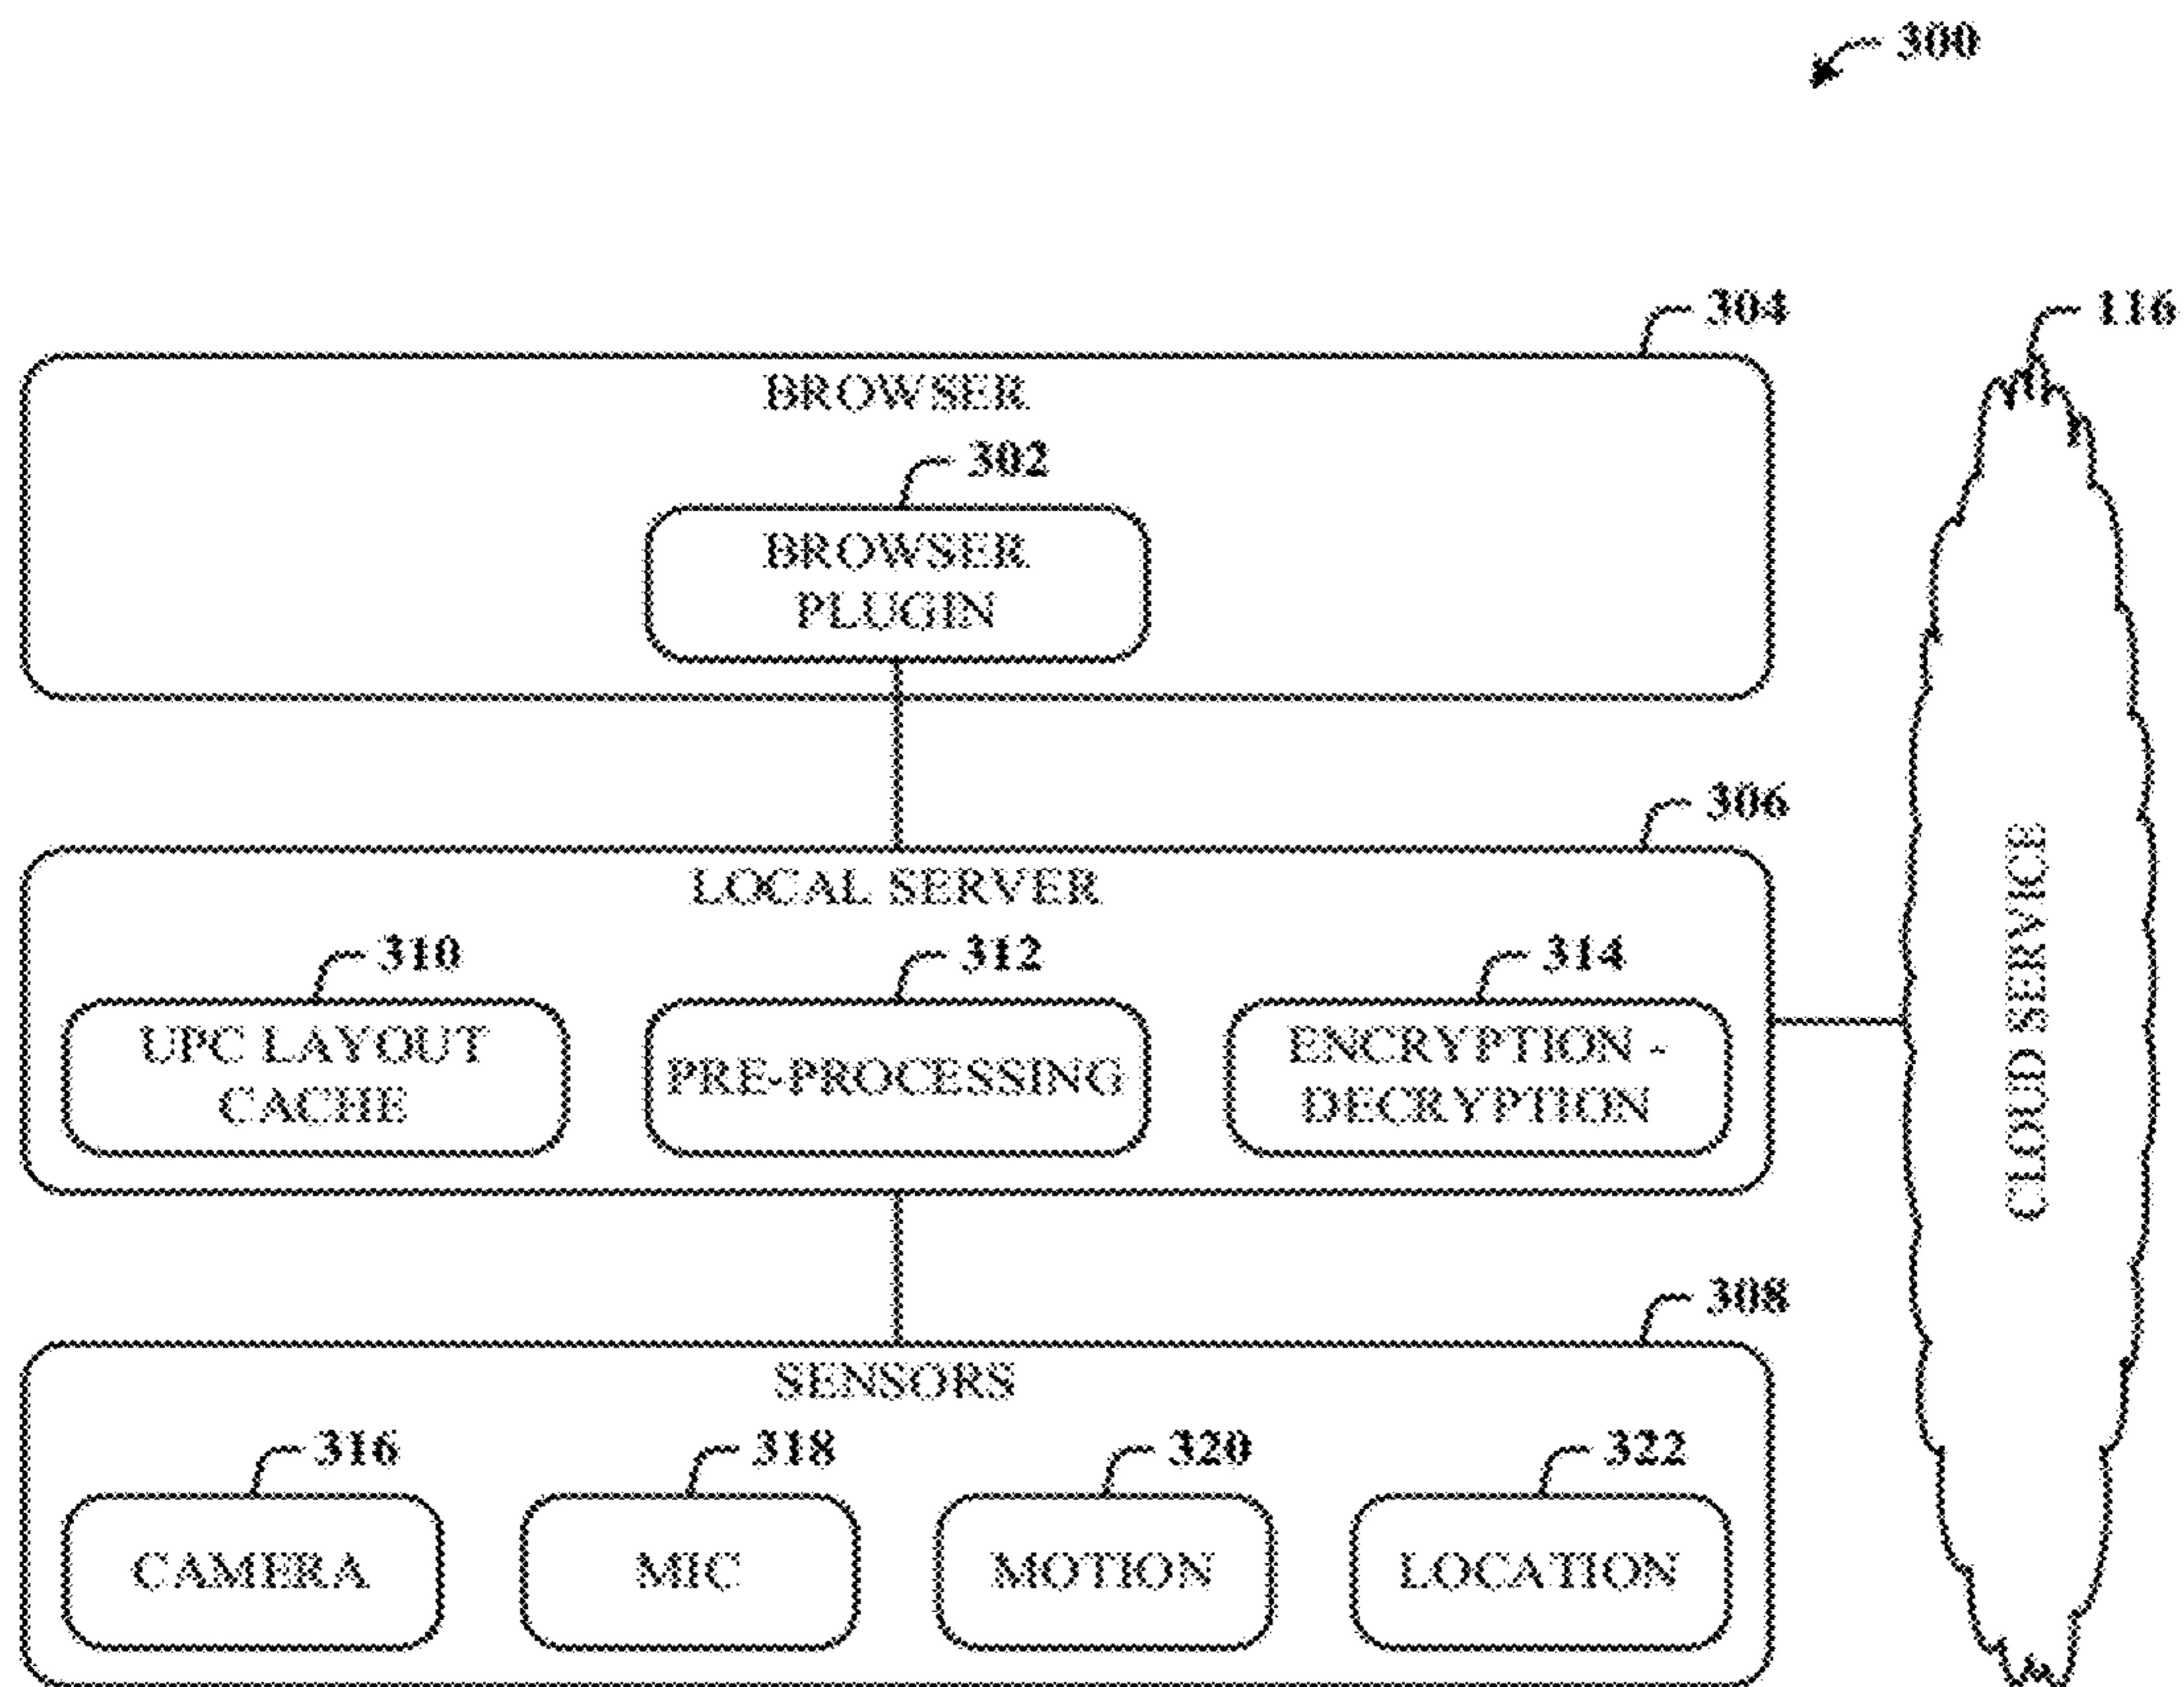 300
304
116
BROWSER
302
BROWSER
PLUGIN
306
LOCAL SERVER
310
312
314
UPC LAYOUT
CACHE
PRE-PROCESSING
ENCRYPTION -
DECRYPTION
CLOUD SERVICE
308
SENSORS
316
318
320
322
CAMERA
MIC
MOTION
LOCATION